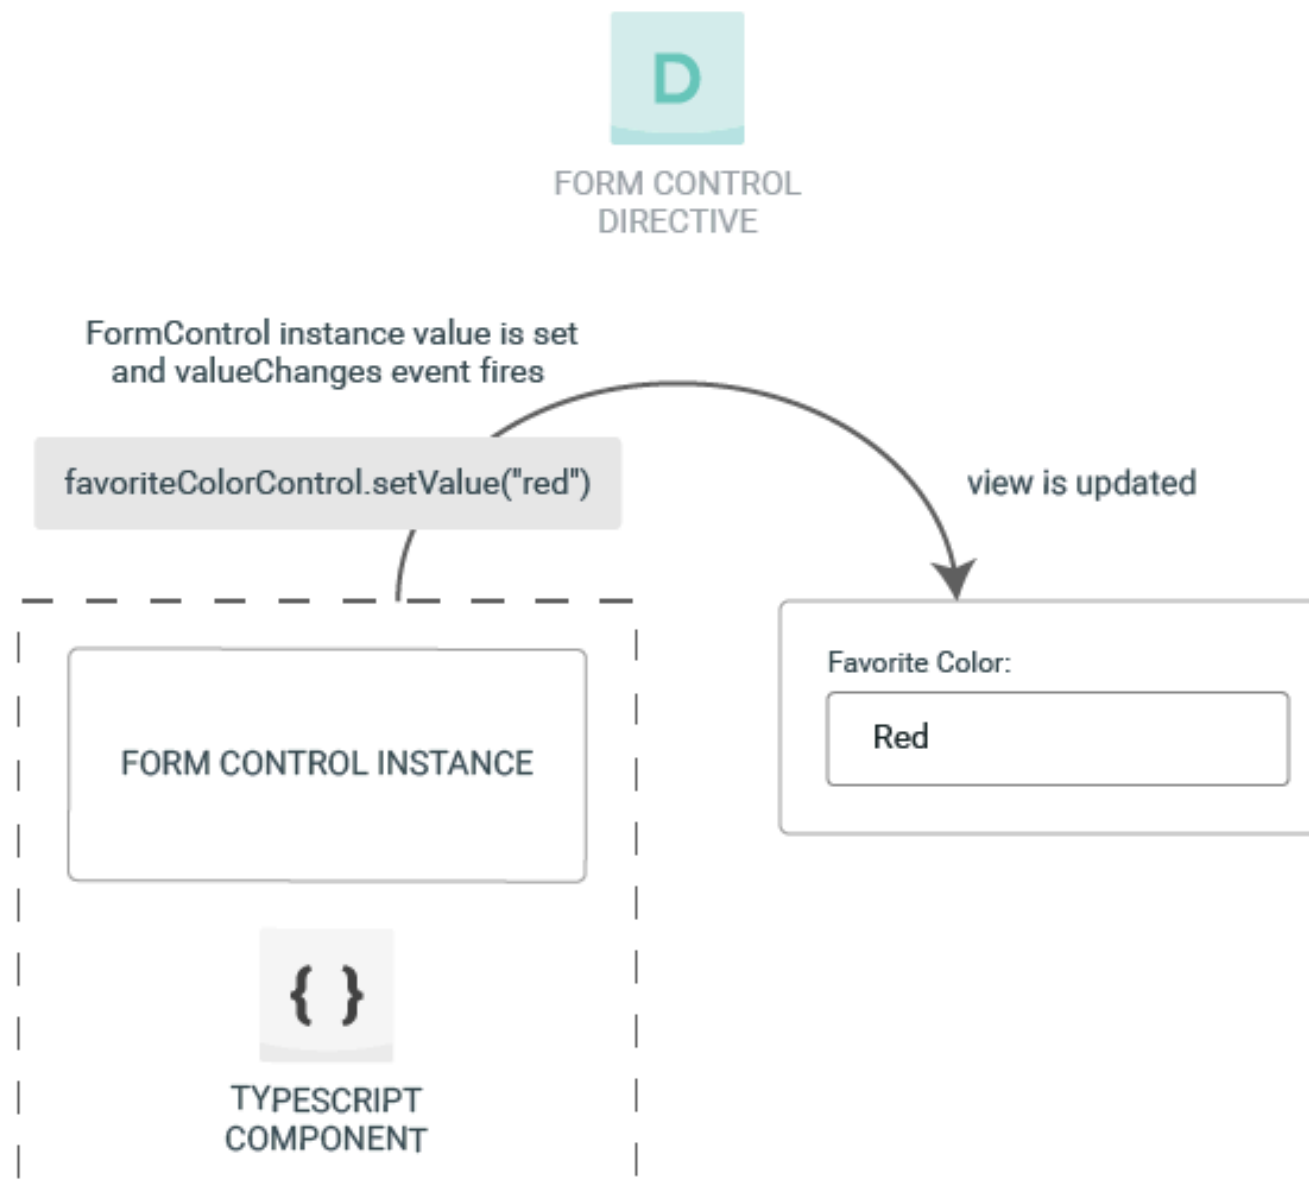 D
FORM CONTROL
DIRECTIVE
FormControl instance value is set
and valueChanges event fires
favoriteColorControl.setValue("red")
view is updated
Favorite Color:
Red
FORM CONTROL INSTANCE
{ }
TYPESCRIPT
COMPONENT